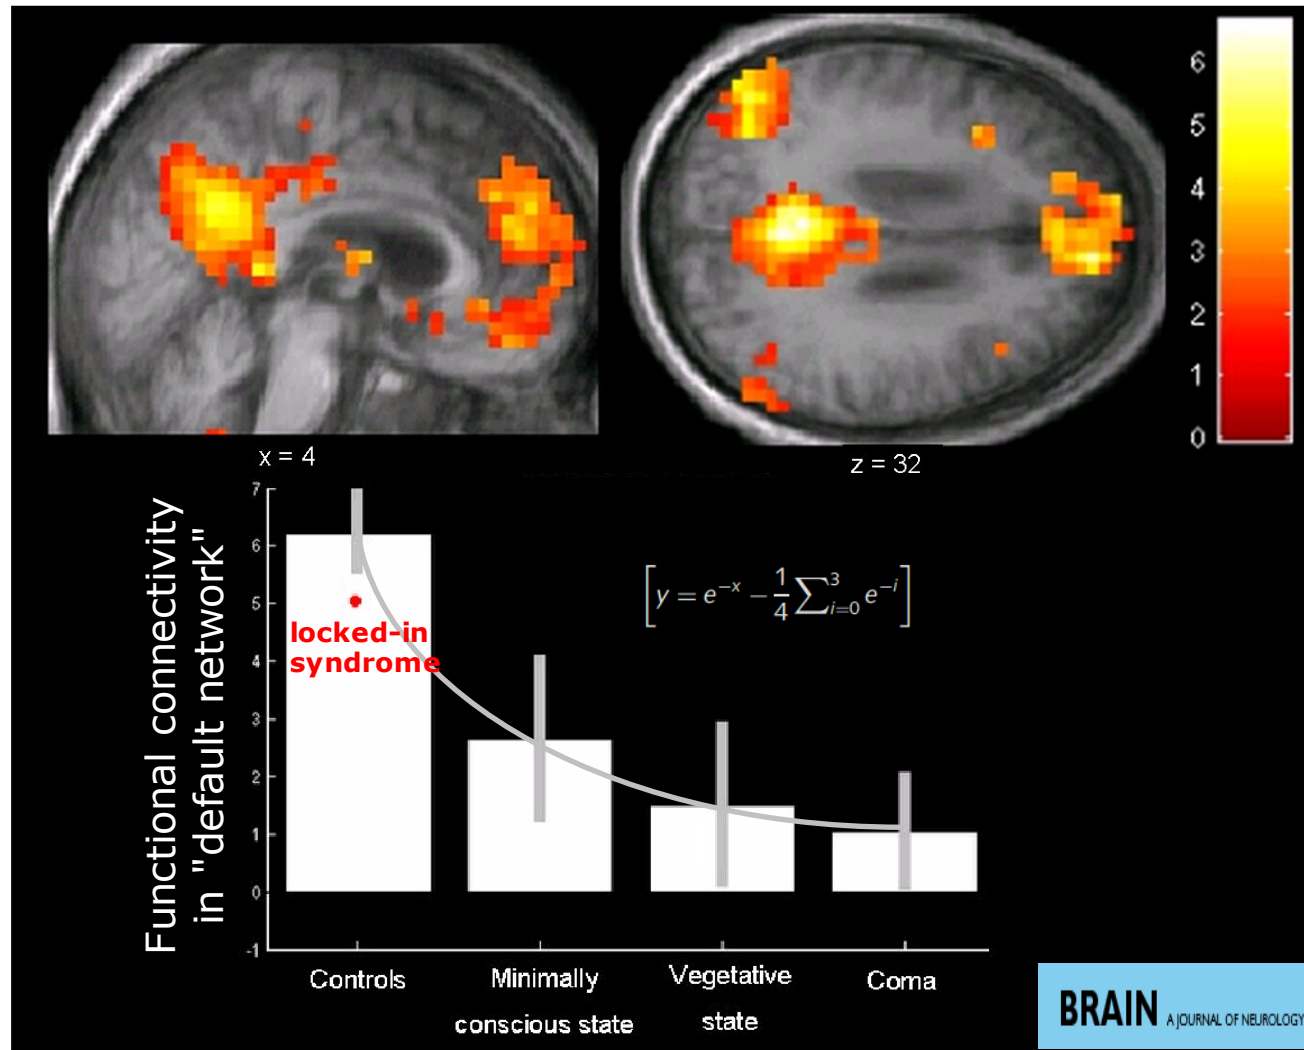 6
5
4
3
2
1
0
x = 4
z = 32
Functional connectivity
in "default network"
7
6
5
4
3
2
1
0
-1
[y = e^{-x} - \frac{1}{4} \sum_{i=0}^{3} e^{-i}]
locked-in
syndrome
Controls
Minimally
conscious state
Vegetative
state
Coma
BRAIN A JOURNAL OF NEUROLOGY